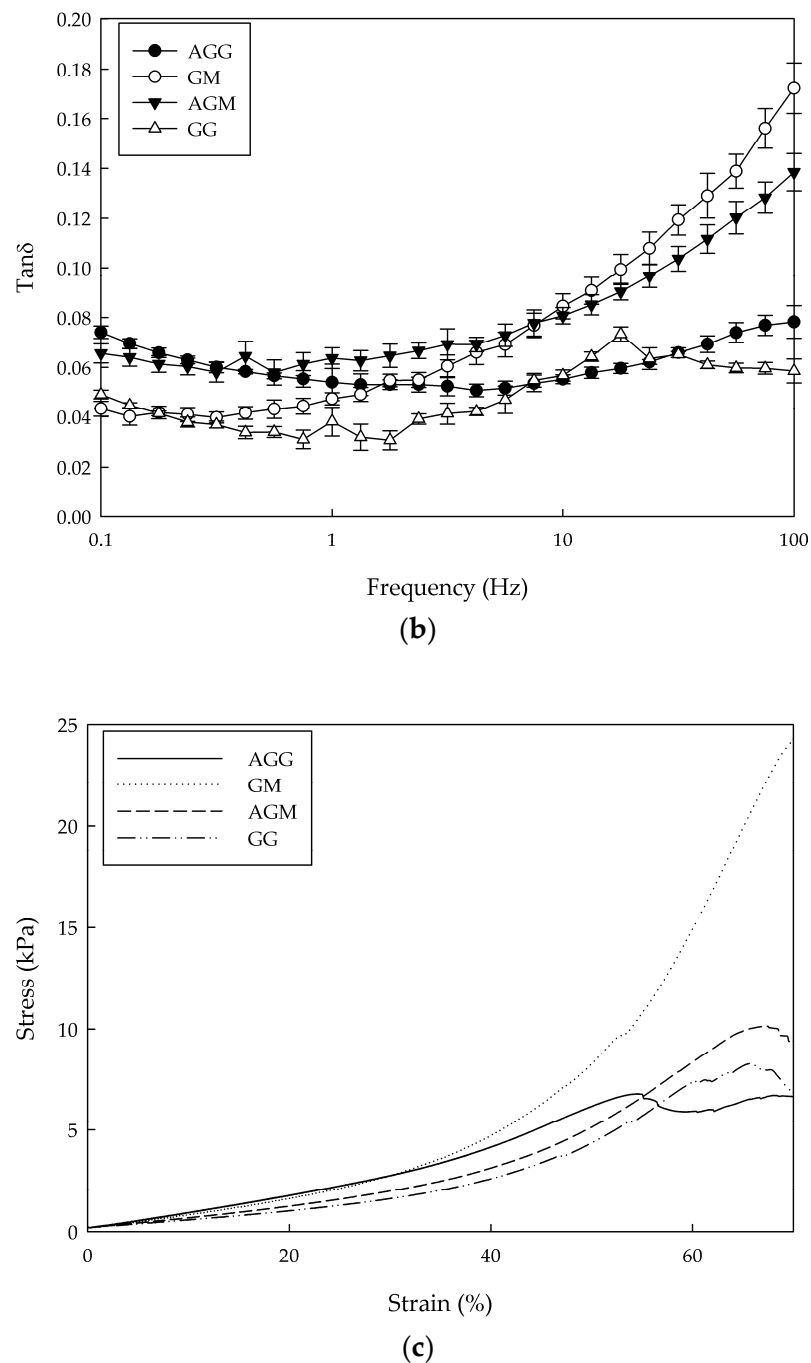 0.20
0.18
0.16
0.14
0.12
0.10
0.08
0.06
0.04
0.02
0.00
Tanδ
AGG
GM
AGM
GG
0.1 1 10 100
Frequency (Hz)
(b)
25
20
15
10
5
0
Stress (kPa)
AGG
GM
AGM
GG
0 20 40 60
Strain (%)
(c)